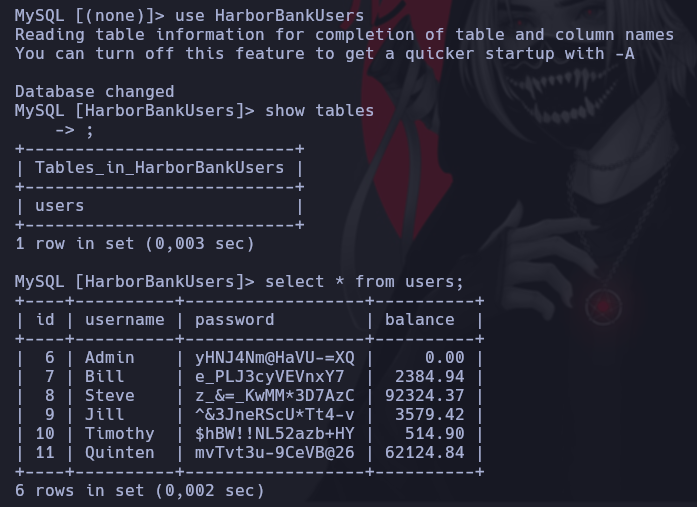 MySQL [(none)]> use HarborBankUsers
Reading table information for completion of table and column names
You can turn off this feature to get a quicker startup with -A

Database changed
MySQL [HarborBankUsers]> show tables
    -> ;
+---------------------------+
| Tables_in_HarborBankUsers |
+---------------------------+
| users                     |
+---------------------------+
1 row in set (0,003 sec)

MySQL [HarborBankUsers]> select * from users;
+----+----------+------------------+----------+
| id | username | password         | balance  |
+----+----------+------------------+----------+
|  6 | Admin    | yHNJ4Nm@HaVU-=XQ |     0.00 |
|  7 | Bill     | e_PLJ3cyVEVnxY7  |  2384.94 |
|  8 | Steve    | z_&=_KwMM*3D7AzC | 92324.37 |
|  9 | Jill     | ^&3JneRScU*Tt4-v |  3579.42 |
| 10 | Timothy  | $hBW!!NL52azb+HY |   514.90 |
| 11 | Quinten  | mvTvt3u-9CeVB@26 | 62124.84 |
+----+----------+------------------+----------+
6 rows in set (0,002 sec)